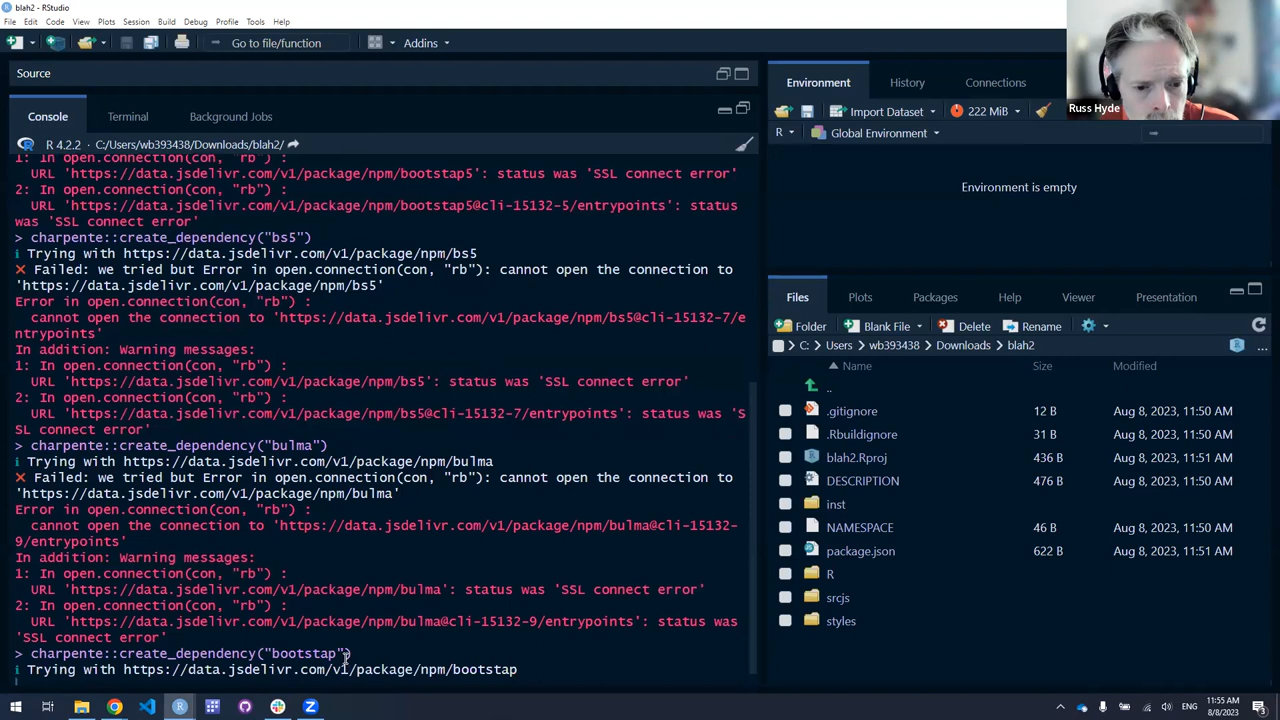 blah2 - RStudio
File Edit Code View Plots Session Build Debug Profile Tools Help
Go to file/function
Addins
Source
Console Terminal Background Jobs
R 4.2.2 · C:/Users/wb393438/Downloads/blah2/
1: In open.connection(con, "rb") :
URL 'https://data.jsdelivr.com/v1/package/npm/bootstap5': status was 'SSL connect error'
2: In open.connection(con, "rb") :
URL 'https://data.jsdelivr.com/v1/package/npm/bootstap5@cli-15132-5/entrypoints': status
was 'SSL connect error'
> charpente::create_dependency("bs5")
i Trying with https://data.jsdelivr.com/v1/package/npm/bs5
✖ Failed: we tried but Error in open.connection(con, "rb"): cannot open the connection to
'https://data.jsdelivr.com/v1/package/npm/bs5'
Error in open.connection(con, "rb") :
cannot open the connection to 'https://data.jsdelivr.com/v1/package/npm/bs5@cli-15132-7/e
ntrypoints'
In addition: Warning messages:
1: In open.connection(con, "rb") :
URL 'https://data.jsdelivr.com/v1/package/npm/bs5': status was 'SSL connect error'
2: In open.connection(con, "rb") :
URL 'https://data.jsdelivr.com/v1/package/npm/bs5@cli-15132-7/entrypoints': status was 'S
SL connect error'
> charpente::create_dependency("bulma")
i Trying with https://data.jsdelivr.com/v1/package/npm/bulma
✖ Failed: we tried but Error in open.connection(con, "rb"): cannot open the connection to
'https://data.jsdelivr.com/v1/package/npm/bulma'
Error in open.connection(con, "rb") :
cannot open the connection to 'https://data.jsdelivr.com/v1/package/npm/bulma@cli-15132-
9/entrypoints'
In addition: Warning messages:
1: In open.connection(con, "rb") :
URL 'https://data.jsdelivr.com/v1/package/npm/bulma': status was 'SSL connect error'
2: In open.connection(con, "rb") :
URL 'https://data.jsdelivr.com/v1/package/npm/bulma@cli-15132-9/entrypoints': status was
'SSL connect error'
> charpente::create_dependency("bootstap")
i Trying with https://data.jsdelivr.com/v1/package/npm/bootstap
Russ Hyde
Environment History Connections
Import Dataset 222 MiB
R Global Environment
Environment is empty
Files Plots Packages Help Viewer Presentation
Folder Blank File Delete Rename
C: Users wb393438 Downloads blah2 ...
Name Size Modified
..
.gitignore 12 B Aug 8, 2023, 11:50 AM
.Rbuildignore 31 B Aug 8, 2023, 11:50 AM
blah2.Rproj 436 B Aug 8, 2023, 11:51 AM
DESCRIPTION 476 B Aug 8, 2023, 11:50 AM
inst
NAMESPACE 46 B Aug 8, 2023, 11:50 AM
package.json 622 B Aug 8, 2023, 11:51 AM
R
srcjs
styles
ENG
11:55 AM
8/8/2023
3